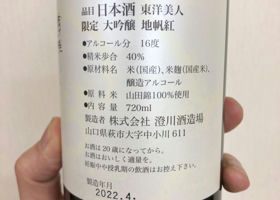 品目 日本酒 東洋美人
限定 大吟醸 地帆紅
●アルコール分 16度
●精米歩合 40%
●原材料名 米(国産)、米麹(国産米)、
醸造アルコール
●原料米 山田錦100%使用
●内容量 720ml
製造者 株式会社 澄川酒造場
山口県萩市大字中小川611
お酒は20歳になってから。
お酒はおいしく適量を。
妊娠中や授乳期の飲酒はお控え下さい。
製造年月
2022.4.